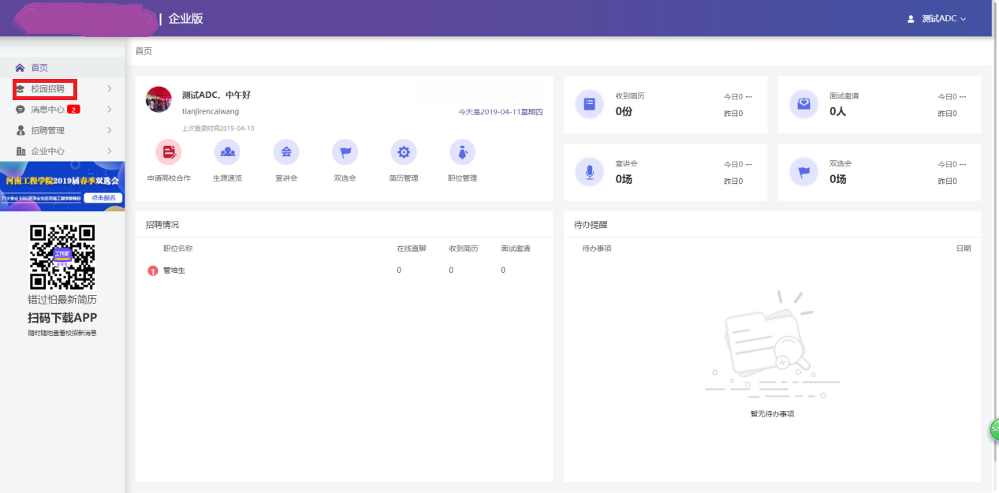 | 企业版
测试ADC
首页
首页
校园招聘
消息中心 2
招聘管理
企业中心
河南工程学院2019届春季双选会
点击报名
工作啦
错过怕最新简历
扫码下载APP
随时随地查看校招新消息
测试ADC，中午好
tianjirencaiwang
今天是2019-04-11星期四
上次登录时间2019-04-10
申请高校合作 生源速览 宣讲会 双选会 简历管理 职位管理
收到简历 今日0
0份 昨日0
面试邀请 今日0
0人 昨日0
宣讲会 今日0
0场 昨日0
双选会 今日0
0场 昨日0
招聘情况
职位名称 在线直聊 收到简历 面试邀请
1 管培生 0 0 0
待办提醒
待办事项 日期
暂无待办事项
52